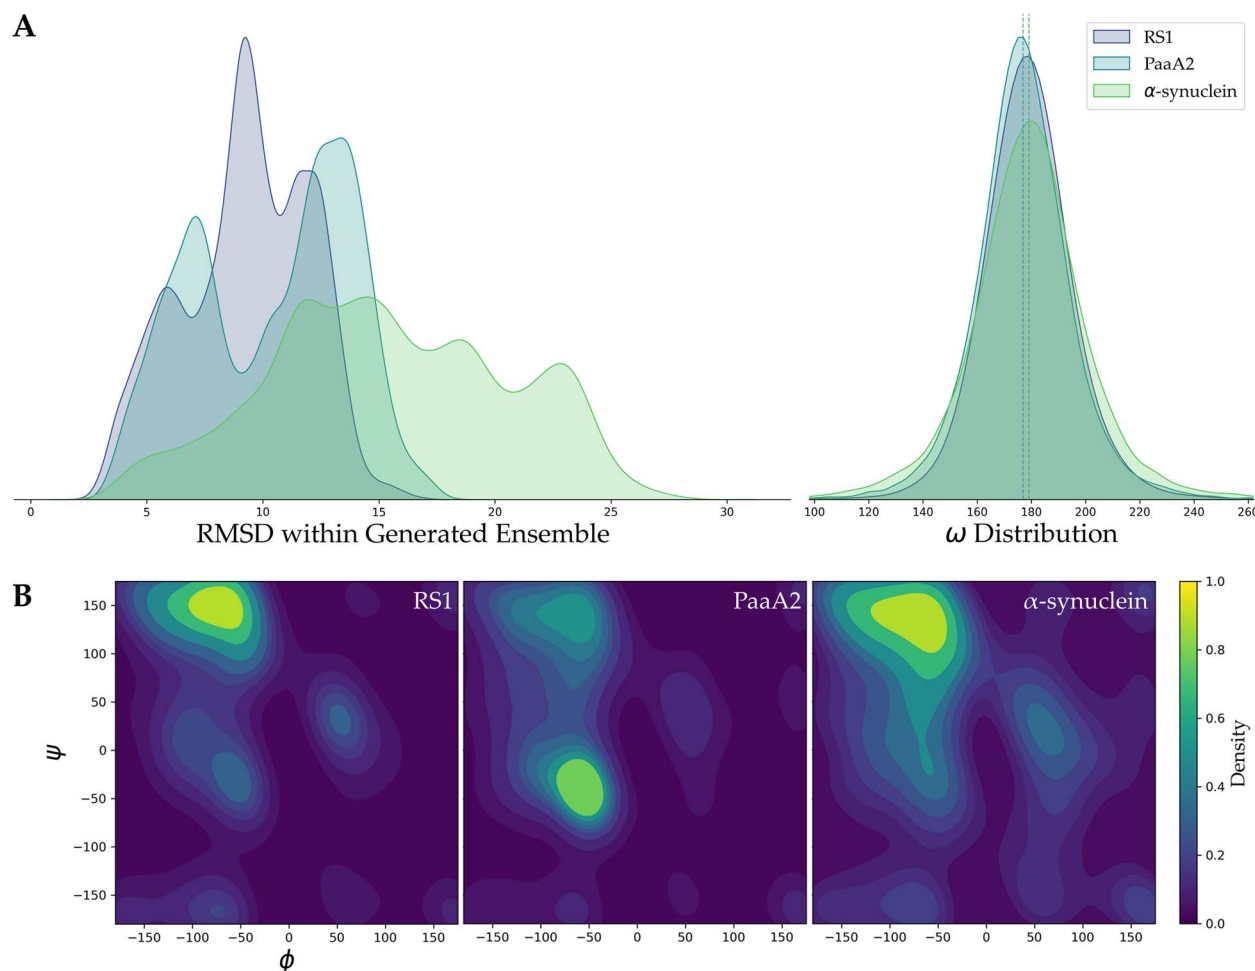 A
RS1
PaaA2
α-synuclein
0 5 10 15 20 25 30
100 120 140 160 180 200 220 240 260
RMSD within Generated Ensemble
ω Distribution
B
RS1
PaaA2
α-synuclein
150
100
50
0
−50
−100
−150
ψ
−150 −100 −50 0 50 100 150
−150 −100 −50 0 50 100 150
−150 −100 −50 0 50 100 150
ϕ
1.0
0.8
0.6
0.4
0.2
0.0
Density